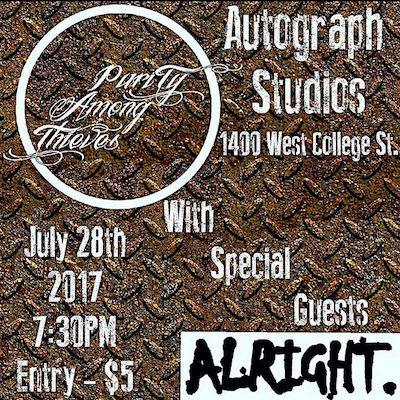 Purity
Among
Thieves
Autograph
Studios
1400 West College St.
With
Special
Guests
ALRIGHT.
July 28th
2017
7:30PM
Entry - $5